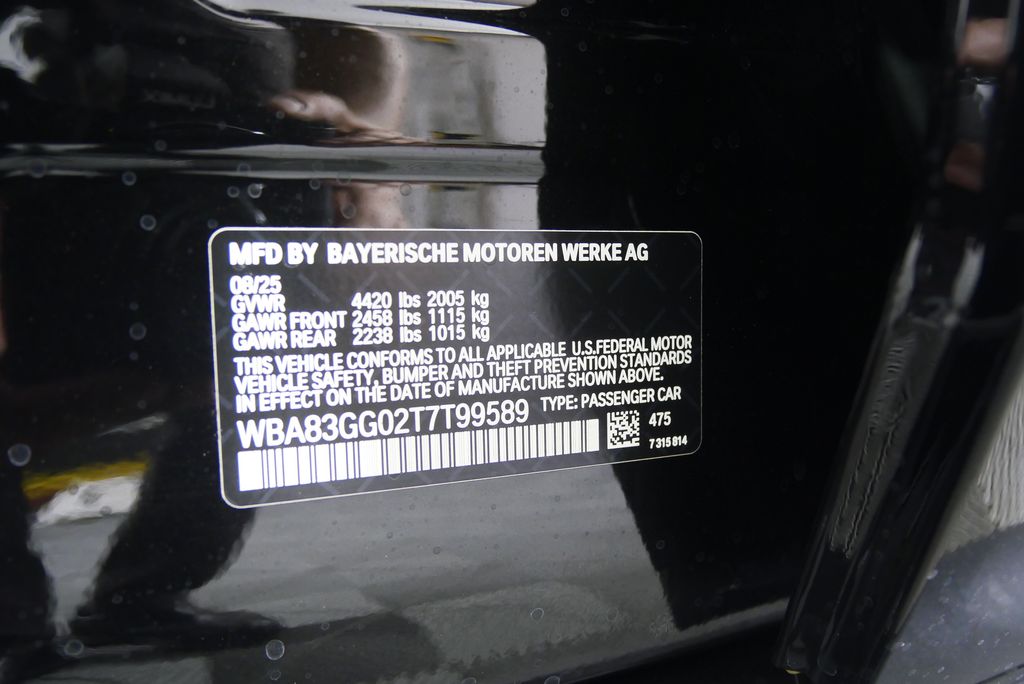 MFD BY BAYERISCHE MOTOREN WERKE AG
08/25
GVWR 4420 lbs 2005 kg
GAWR FRONT 2458 lbs 1115 kg
GAWR REAR 2238 lbs 1015 kg
THIS VEHICLE CONFORMS TO ALL APPLICABLE U.S.FEDERAL MOTOR
VEHICLE SAFETY, BUMPER AND THEFT PREVENTION STANDARDS
IN EFFECT ON THE DATE OF MANUFACTURE SHOWN ABOVE.
WBA83GG02T7T99589 TYPE: PASSENGER CAR
475
7 315 814